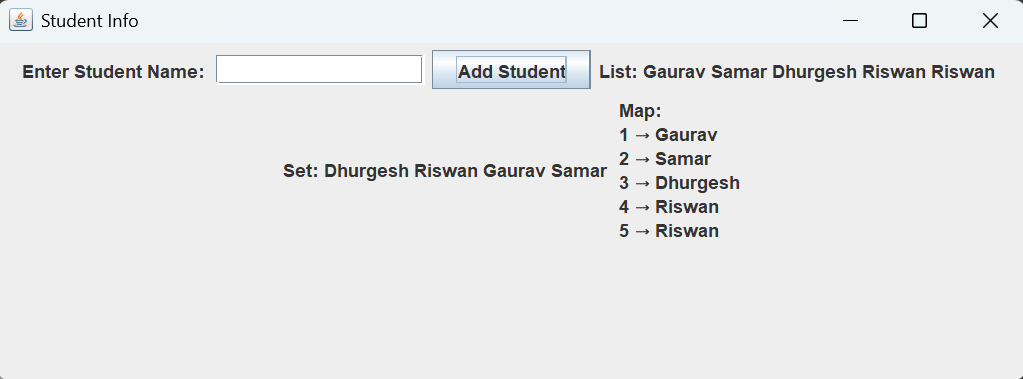 Student Info
Enter Student Name: Add Student List: Gaurav Samar Dhurgesh Riswan Riswan
Set: Dhurgesh Riswan Gaurav Samar
Map:
1 → Gaurav
2 → Samar
3 → Dhurgesh
4 → Riswan
5 → Riswan